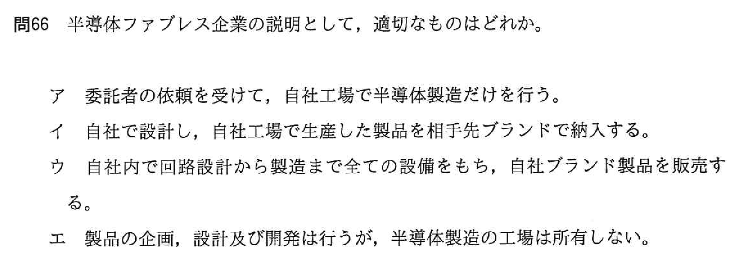 問66 半導体ファブレス企業の説明として，適切なものはどれか。
ア 委託者の依頼を受けて，自社工場で半導体製造だけを行う。
イ 自社で設計し，自社工場で生産した製品を相手先ブランドで納入する。
ウ 自社内で回路設計から製造まで全ての設備をもち，自社ブランド製品を販売す
る。
エ 製品の企画，設計及び開発は行うが，半導体製造の工場は所有しない。